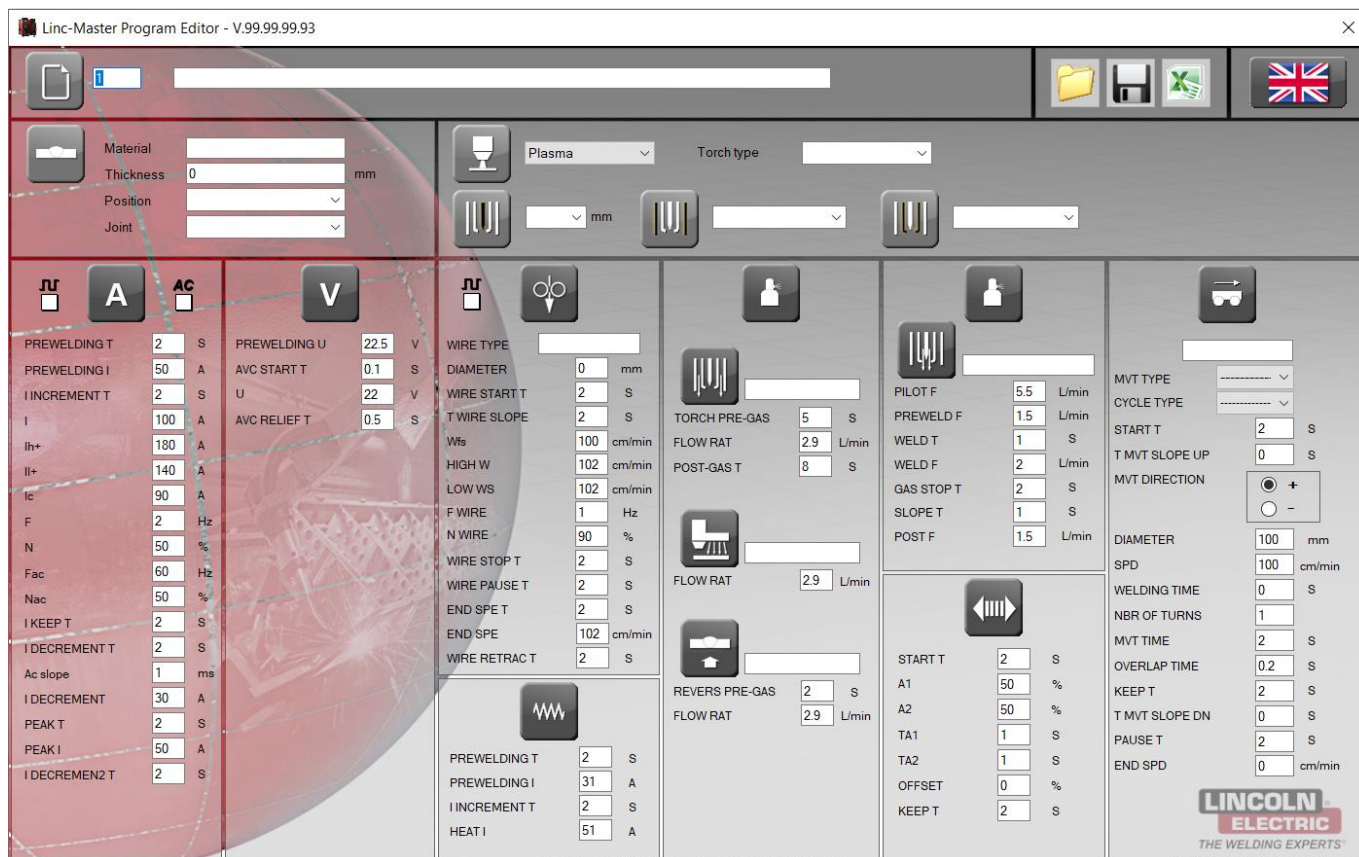 Linc-Master Program Editor - V.99.99.99.93
1
Material
Thickness 0 mm
Position
Joint
Plasma Torch type
mm
A AC
PREWELDING T 2 S
PREWELDING I 50 A
I INCREMENT T 2 S
I 100 A
Ih+ 180 A
Il+ 140 A
Ic 90 A
F 2 Hz
N 50 %
Fac 60 Hz
Nac 50 %
I KEEP T 2 S
I DECREMENT T 2 S
Ac slope 1 ms
I DECREMENT 30 A
PEAK T 2 S
PEAK I 50 A
I DECREMEN2 T 2 S
V
PREWELDING U 22.5 V
AVC START T 0.1 S
U 22 V
AVC RELIEF T 0.5 S
WIRE TYPE
DIAMETER 0 mm
WIRE START T 2 S
T WIRE SLOPE 2 S
Wfs 100 cm/min
HIGH W 102 cm/min
LOW WS 102 cm/min
F WIRE 1 Hz
N WIRE 90 %
WIRE STOP T 2 S
WIRE PAUSE T 2 S
END SPE T 2 S
END SPE 102 cm/min
WIRE RETRAC T 2 S
PREWELDING T 2 S
PREWELDING I 31 A
I INCREMENT T 2 S
HEAT I 51 A
TORCH PRE-GAS 5 S
FLOW RAT 2.9 L/min
POST-GAS T 8 S
FLOW RAT 2.9 L/min
REVERS PRE-GAS 2 S
FLOW RAT 2.9 L/min
PILOT F 5.5 L/min
PREWELD F 1.5 L/min
WELD T 1 S
WELD F 2 L/min
GAS STOP T 2 S
SLOPE T 1 S
POST F 1.5 L/min
START T 2 S
A1 50 %
A2 50 %
TA1 1 S
TA2 1 S
OFFSET 0 %
KEEP T 2 S
MVT TYPE ----------
CYCLE TYPE ----------
START T 2 S
T MVT SLOPE UP 0 S
MVT DIRECTION +
-
DIAMETER 100 mm
SPD 100 cm/min
WELDING TIME 0 S
NBR OF TURNS 1
MVT TIME 2 S
OVERLAP TIME 0.2 S
KEEP T 2 S
T MVT SLOPE DN 0 S
PAUSE T 2 S
END SPD 0 cm/min
LINCOLN
ELECTRIC
THE WELDING EXPERTS®